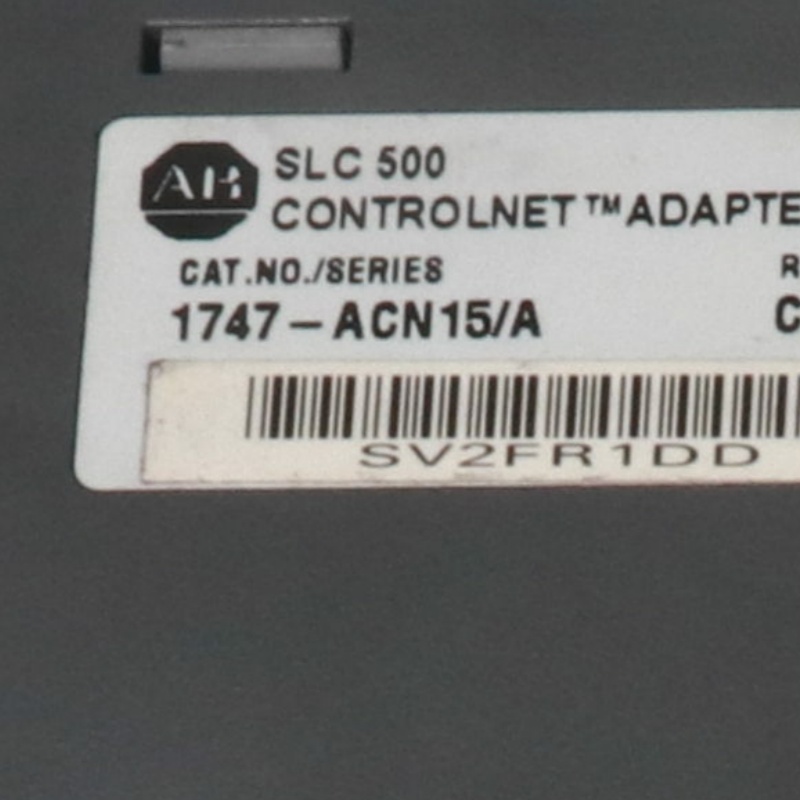 AB
SLC 500
CONTROLNET™ADAPTE
CAT.NO./SERIES
R
1747-ACN15/A
C
SV2FR1DD